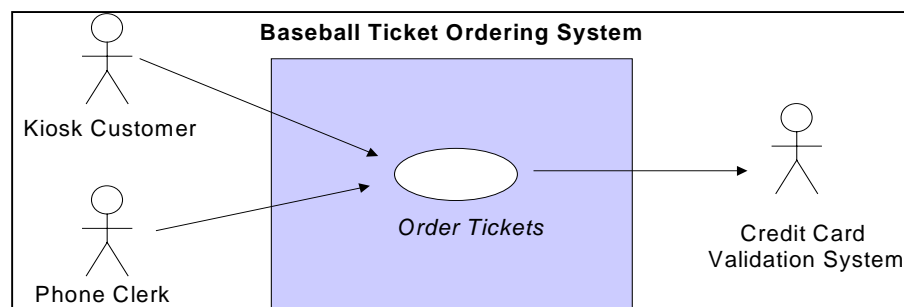 Baseball Ticket Ordering System
Kiosk Customer
Order Tickets
Phone Clerk
Credit Card
Validation System